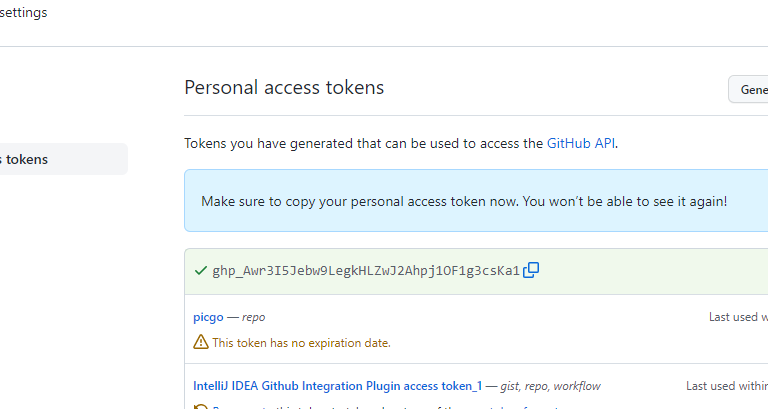 settings
Personal access tokens
Gene
Tokens you have generated that can be used to access the GitHub API.
s tokens
Make sure to copy your personal access token now. You won’t be able to see it again!
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
picgo — repo
Last used w
This token has no expiration date.
IntelliJ IDEA Github Integration Plugin access token_1 — gist, repo, workflow
Last used within